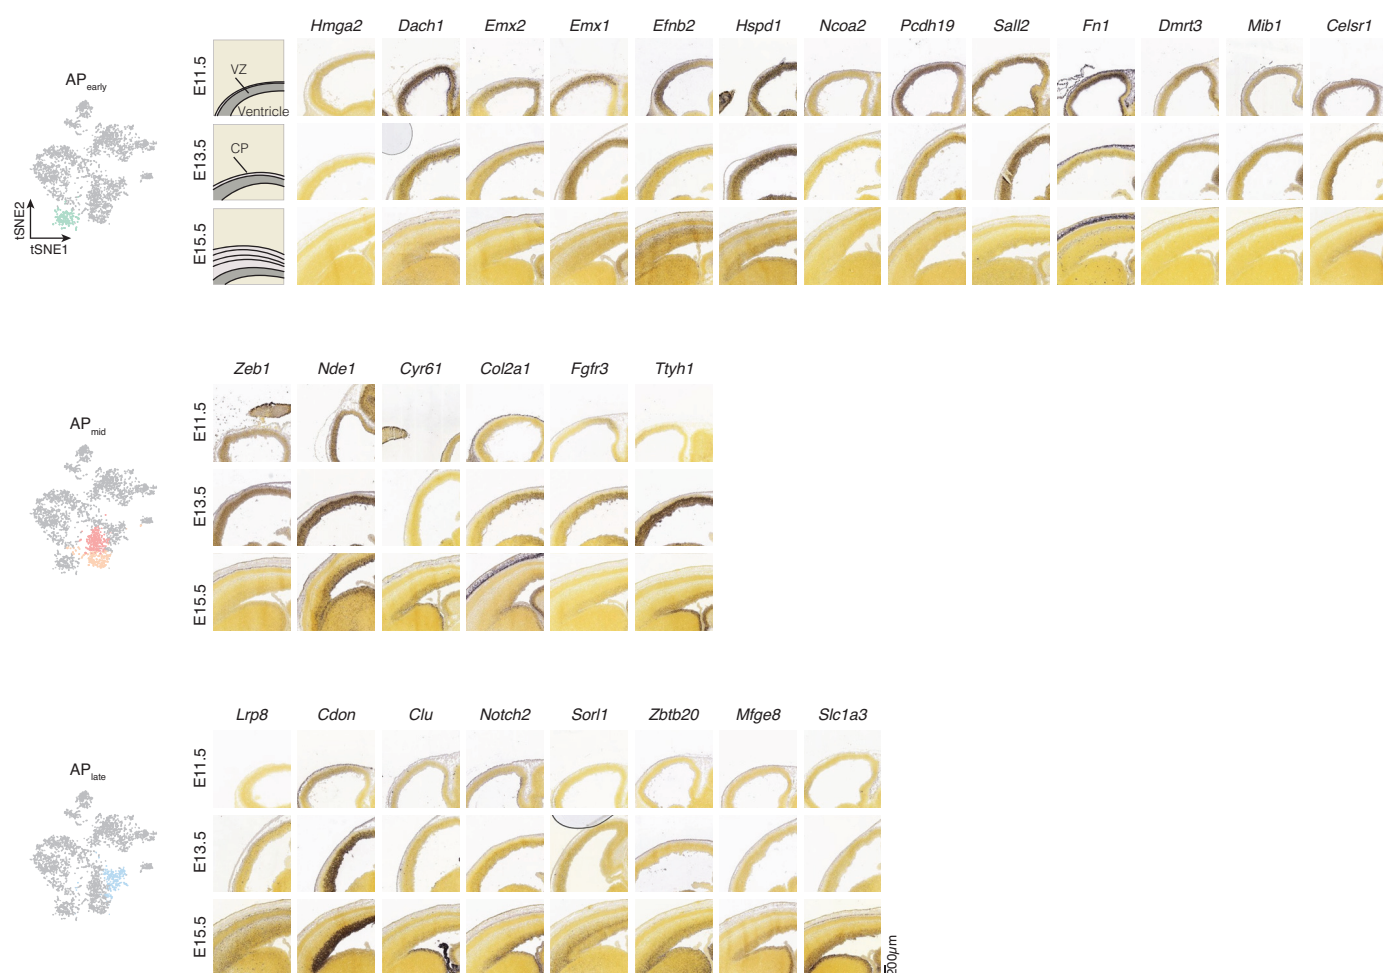 Hmga2 Dach1 Emx2 Emx1 Efnb2 Hspd1 Ncoa2 Pcdh19 Sall2 Fn1 Dmrt3 Mib1 Celsr1
AP early
E11.5
VZ
Ventricle
E13.5
CP
E15.5
tSNE2
tSNE1
Zeb1 Nde1 Cyr61 Col2a1 Fgfr3 Ttyh1
AP mid
E11.5
E13.5
E15.5
Lrp8 Cdon Clu Notch2 Sorl1 Zbtb20 Mfge8 Slc1a3
AP late
E11.5
E13.5
E15.5
200µm